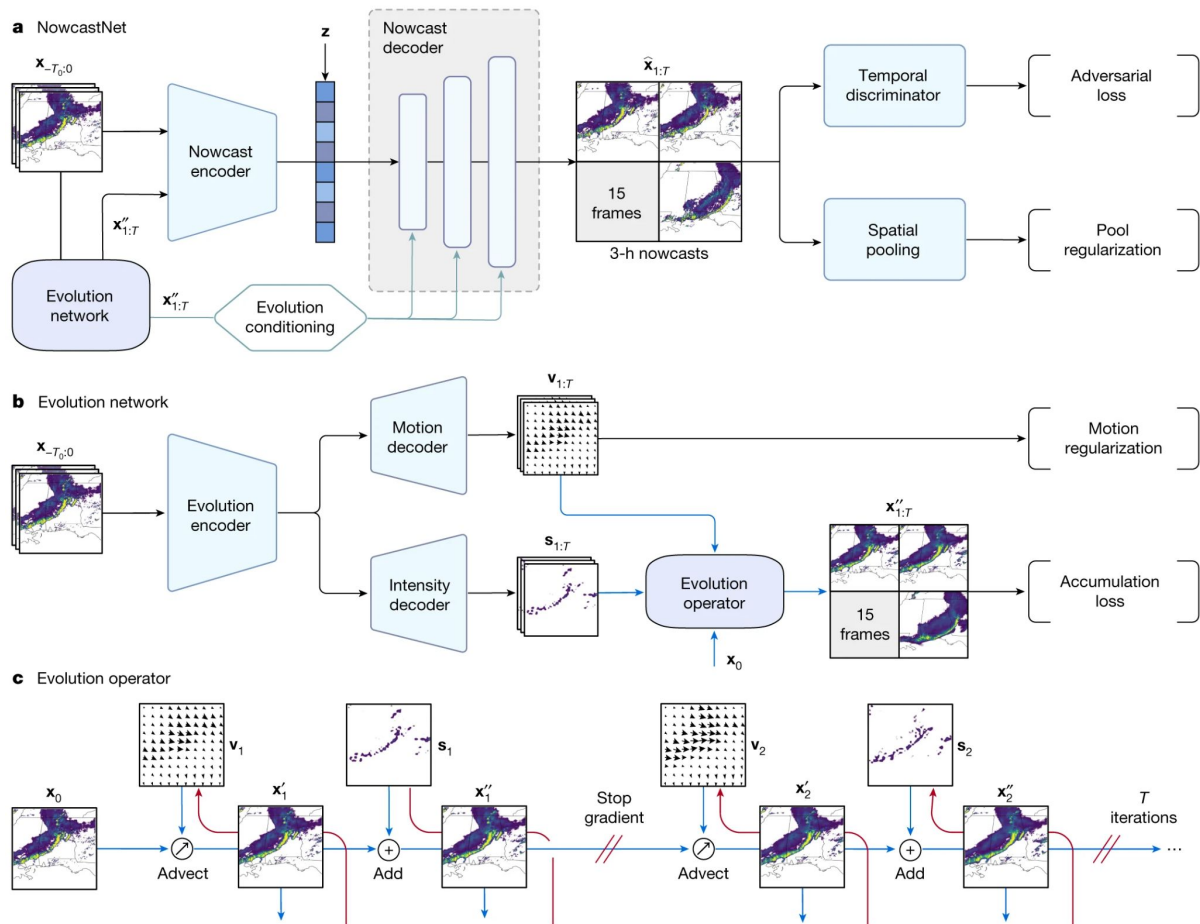 a NowcastNet
x₋T₀:0
z
Nowcast
decoder
x̂₁:T
Temporal
discriminator
Adversarial
loss
Nowcast
encoder
15
frames
3-h nowcasts
x″₁:T
Spatial
pooling
Pool
regularization
Evolution
network
x″₁:T
Evolution
conditioning
b Evolution network
x₋T₀:0
Motion
decoder
v₁:T
Motion
regularization
Evolution
encoder
Intensity
decoder
s₁:T
Evolution
operator
x₀
x″₁:T
15
frames
Accumulation
loss
c Evolution operator
x₀
v₁
Advect
x′₁
s₁
Add
x″₁
Stop
gradient
v₂
Advect
x′₂
s₂
Add
x″₂
T
iterations
...